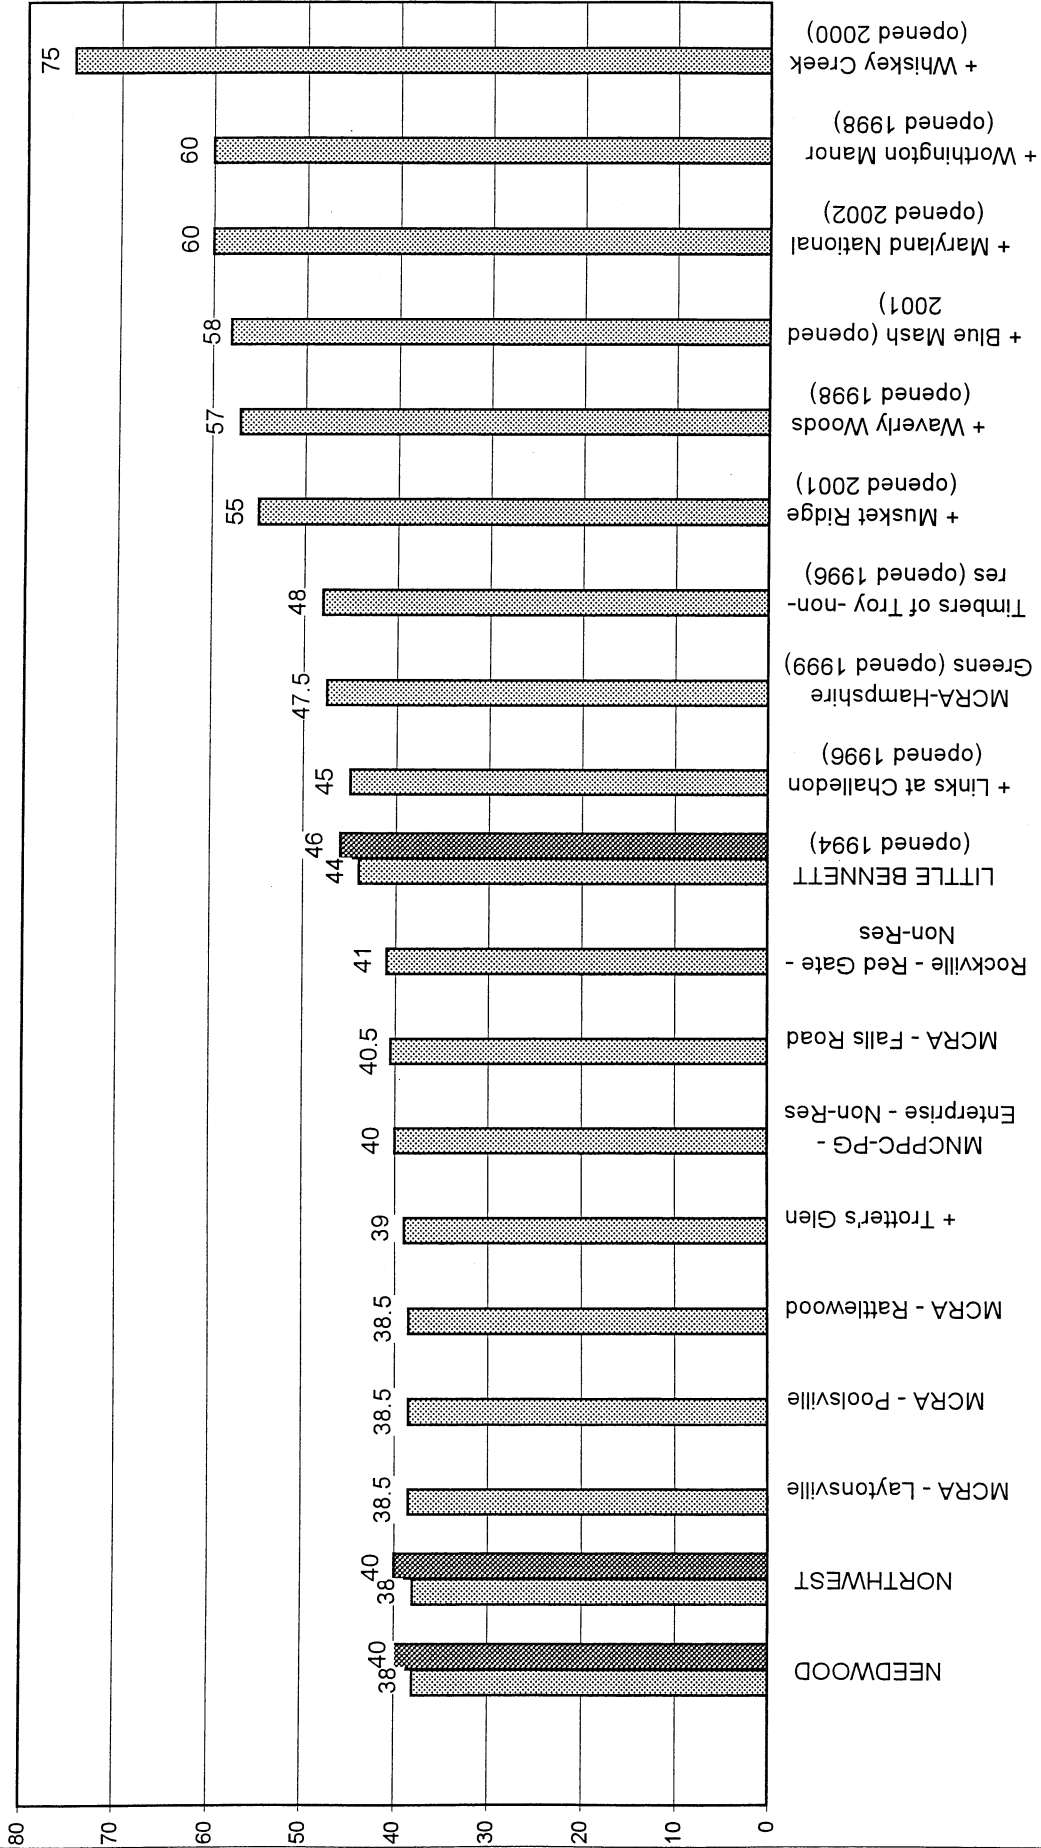 80
70
60
50
40
30
20
10
0
38
40
NEEDWOOD
38
40
NORTHWEST
38.5
MCRA - Laytonsville
38.5
MCRA - Poolsville
38.5
MCRA - Rattlewood
39
+ Trotter's Glen
40
MNCPPC-PG -
Enterprise - Non-Res
40.5
MCRA - Falls Road
41
Rockville - Red Gate -
Non-Res
44
46
LITTLE BENNETT
(opened 1994)
45
+ Links at Challedon
(opened 1996)
47.5
MCRA-Hampshire
Greens (opened 1999)
48
Timbers of Troy -non-
res (opened 1996)
55
+ Musket Ridge
(opened 2001)
57
+ Waverly Woods
(opened 1998)
58
+ Blue Mash (opened
2001)
60
+ Maryland National
(opened 2002)
60
+ Worthington Manor
(opened 1998)
75
+ Whiskey Creek
(opened 2000)